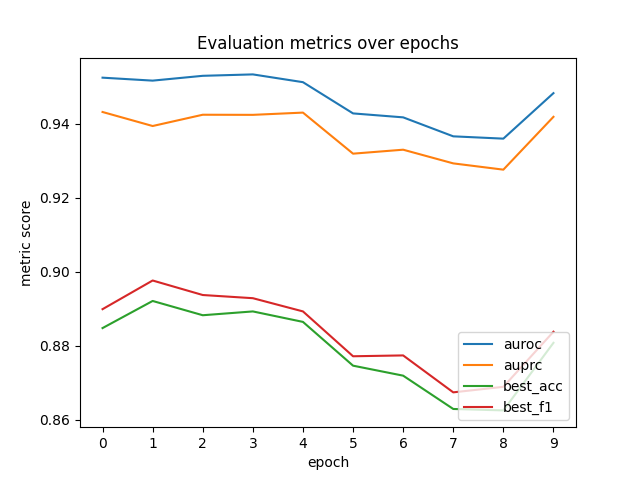 Evaluation metrics over epochs
metric score
0.94
0.92
0.90
0.88
0.86
0 1 2 3 4 5 6 7 8 9
epoch
auroc
auprc
best_acc
best_f1